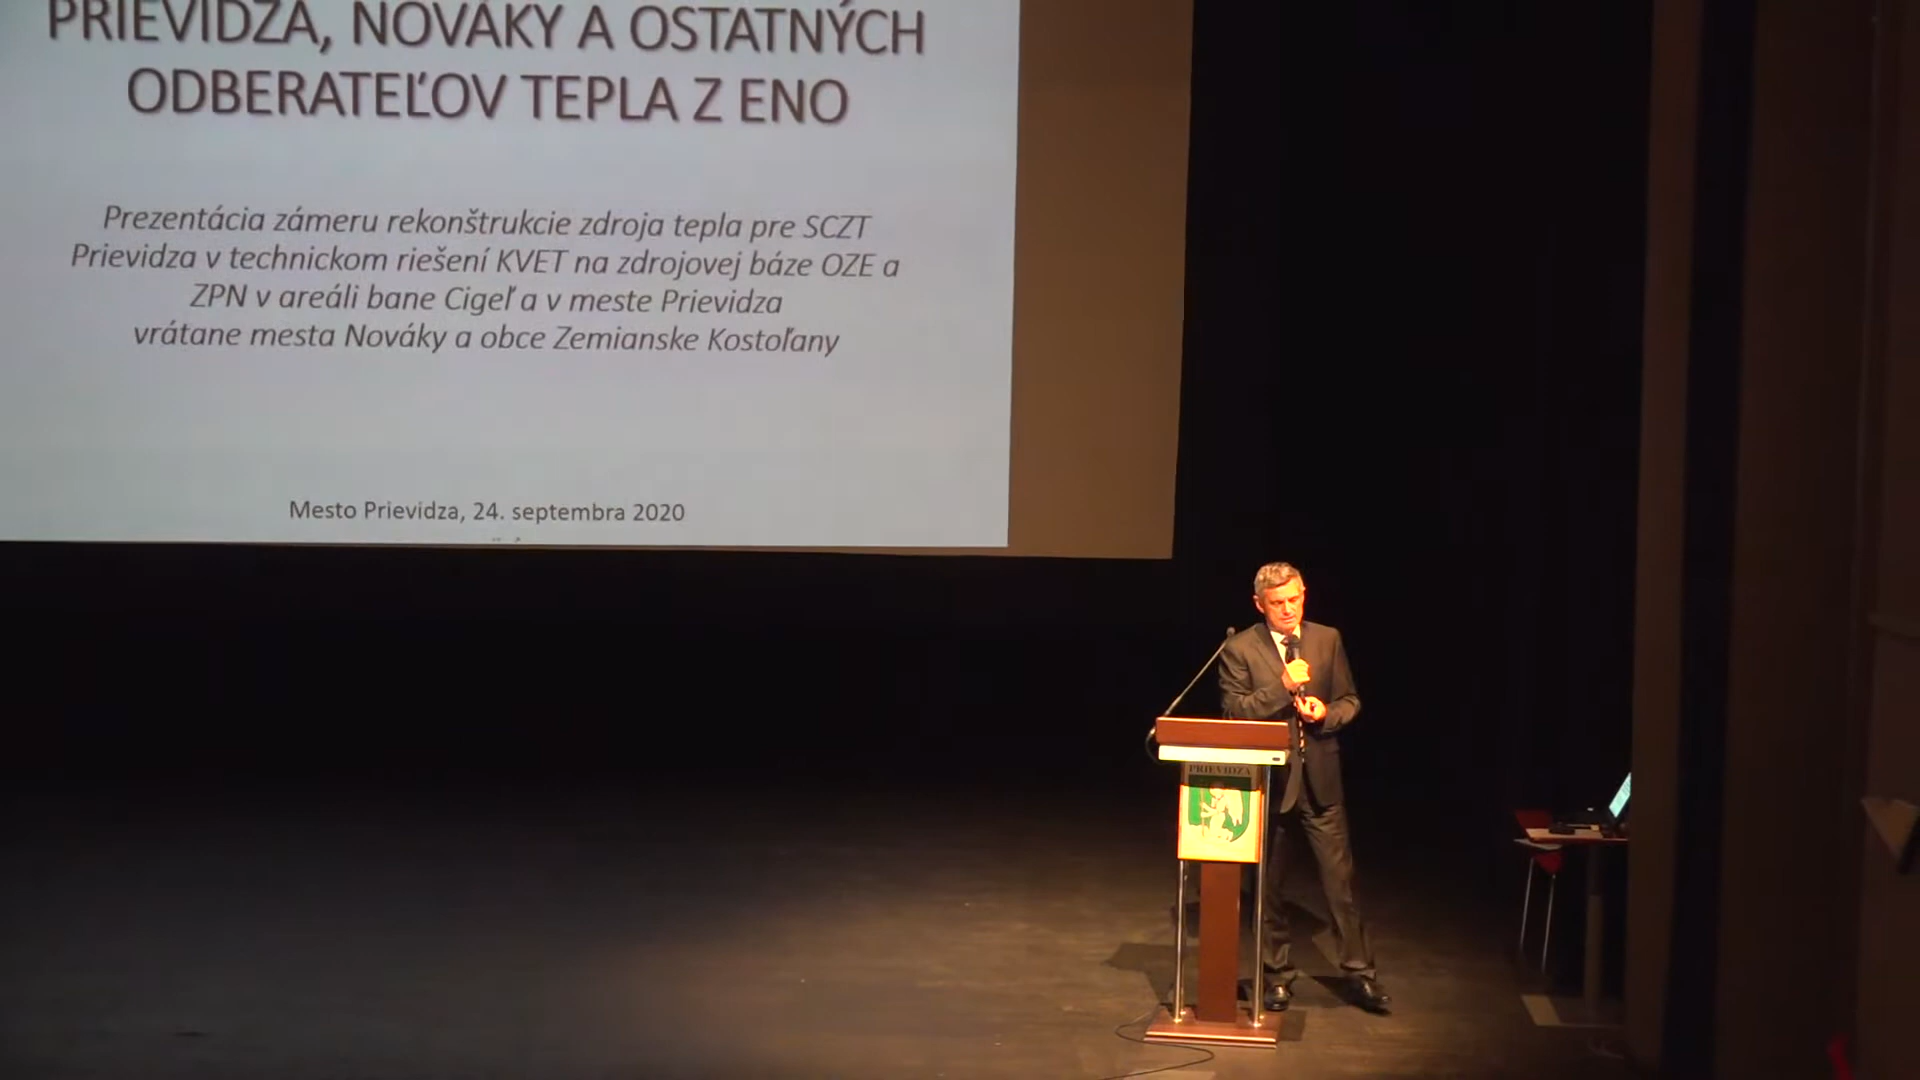 PRIEVIDZA, NOVÁKY A OSTATNÝCH
ODBERATEĽOV TEPLA Z ENO
Prezentácia zámeru rekonštrukcie zdroja tepla pre SCZT
Prievidza v technickom riešení KVET na zdrojovej báze OZE a
ZPN v areáli bane Cigeľ a v meste Prievidza
vrátane mesta Nováky a obce Zemianske Kostoľany
Mesto Prievidza, 24. septembra 2020
PRIEVIDZA